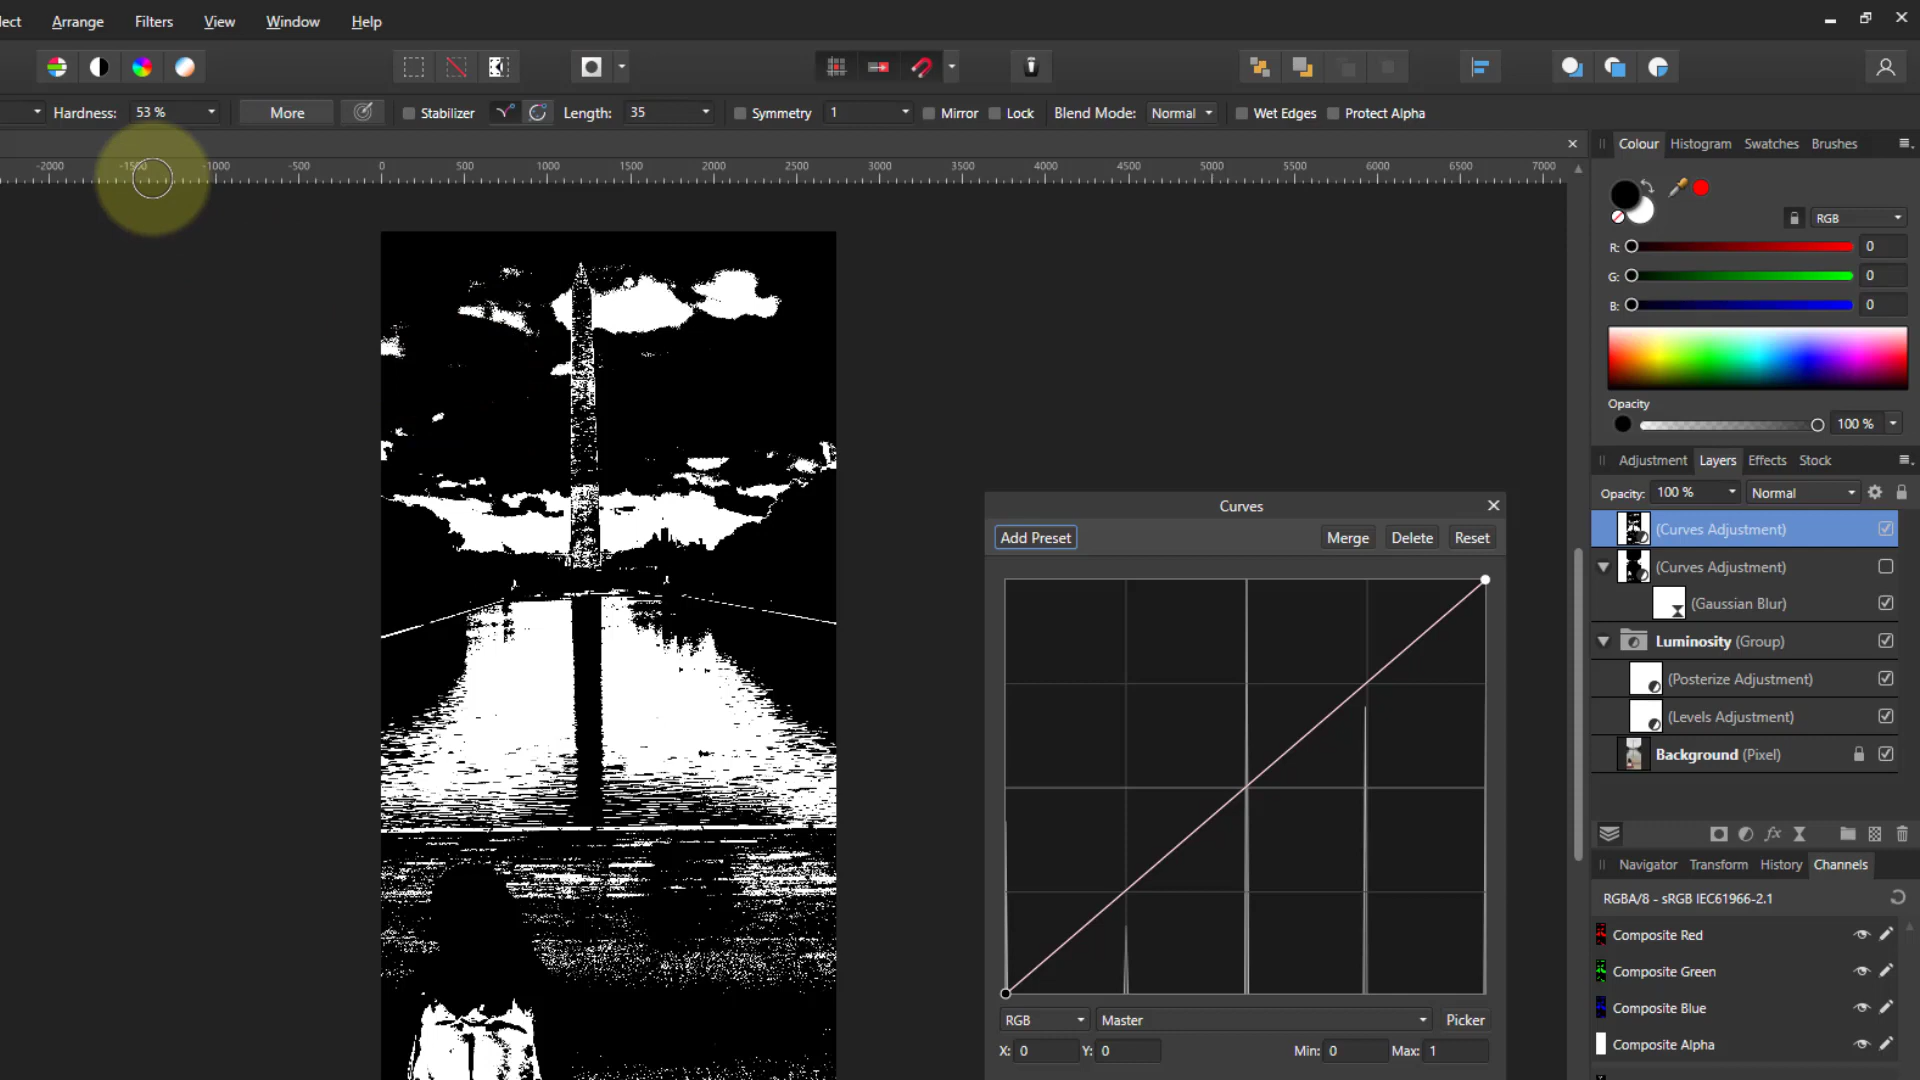 lect Arrange Filters View Window Help
Hardness: 53 % More Stabilizer Length: 35 Symmetry 1 Mirror Lock Blend Mode: Normal Wet Edges Protect Alpha
-2000 -1500 -1000 -500 0 500 1000 1500 2000 2500 3000 3500 4000 4500 5000 5500 6000 6500 7000
Colour Histogram Swatches Brushes
RGB
R: 0
G: 0
B: 0
Opacity
100 %
Adjustment Layers Effects Stock
Opacity: 100 % Normal
(Curves Adjustment)
(Curves Adjustment)
(Gaussian Blur)
Luminosity (Group)
(Posterize Adjustment)
(Levels Adjustment)
Background (Pixel)
fx
Navigator Transform History Channels
RGBA/8 - sRGB IEC61966-2.1
Composite Red
Composite Green
Composite Blue
Composite Alpha
Curves
Add Preset Merge Delete Reset
RGB Master Picker
X: 0 Y: 0 Min: 0 Max: 1